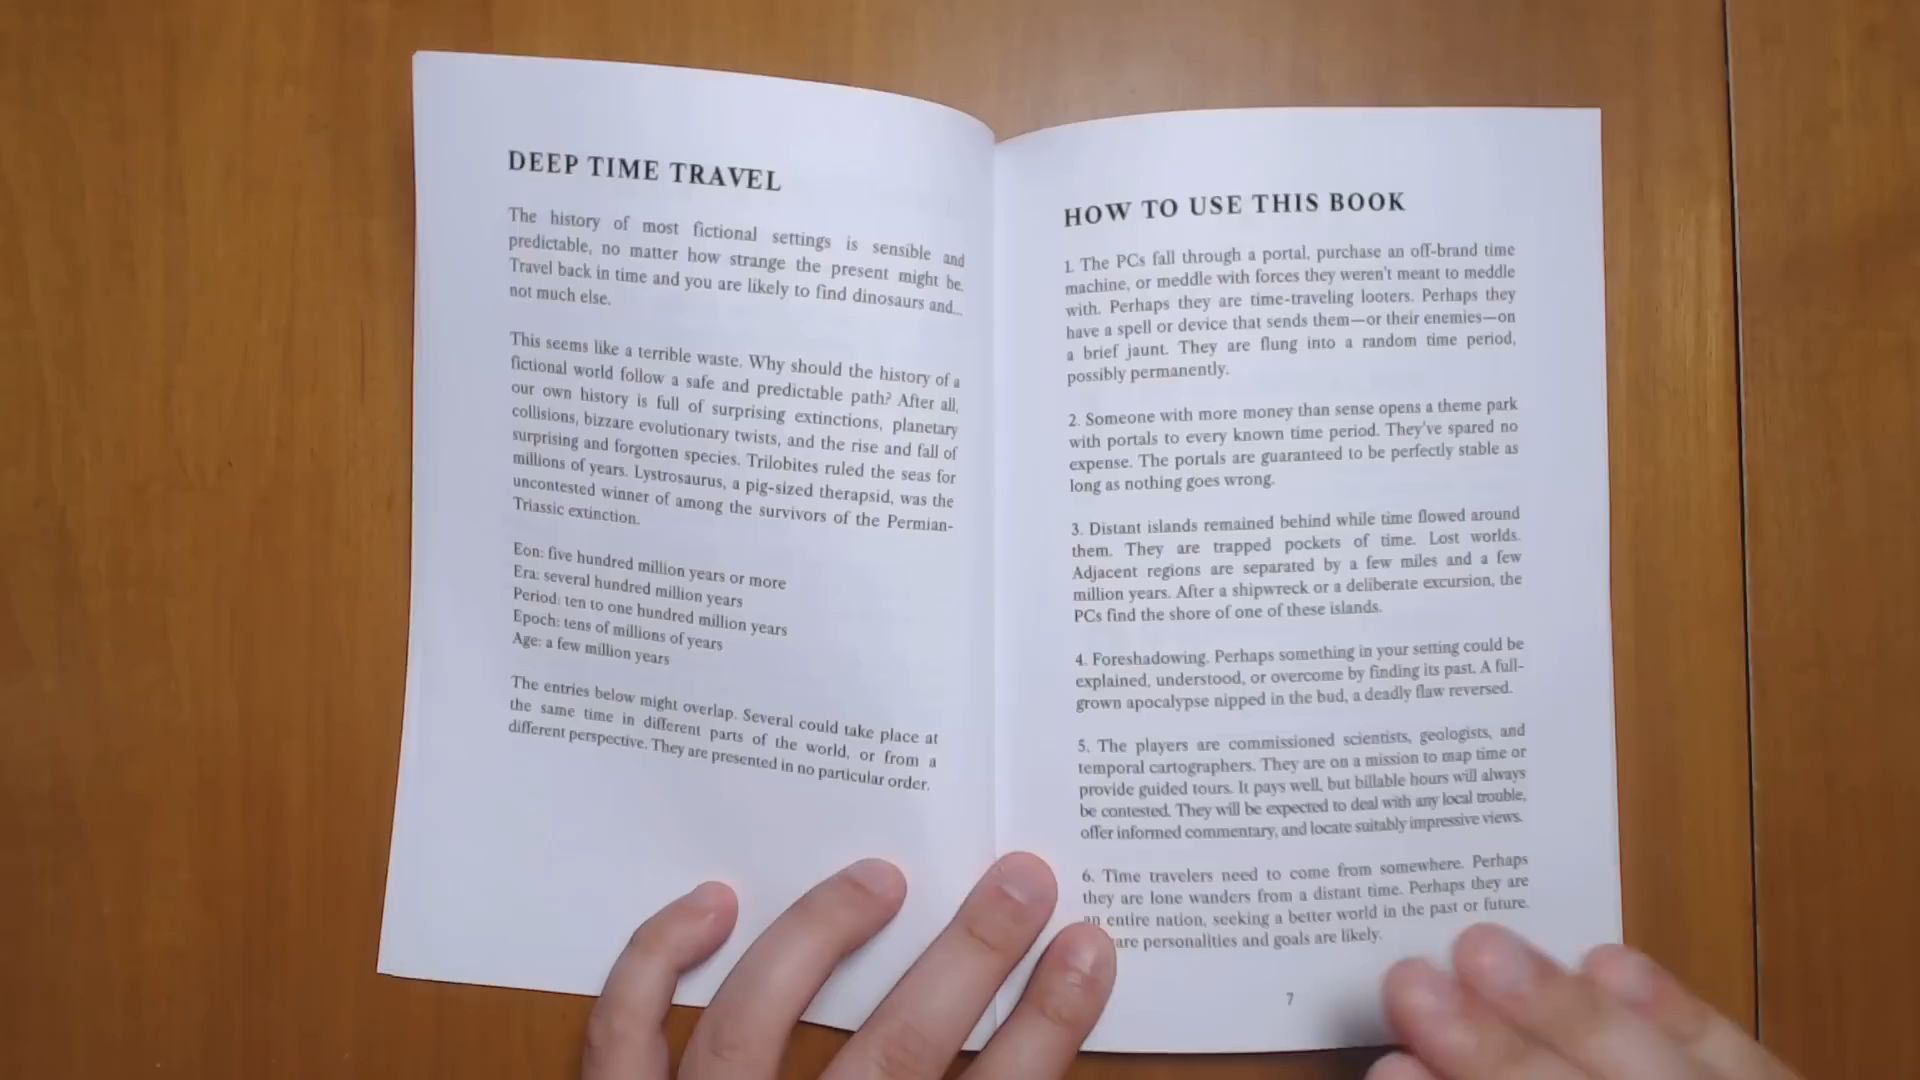 DEEP TIME TRAVEL
The history of most fictional settings is sensible and
predictable, no matter how strange the present might be.
Travel back in time and you are likely to find dinosaurs and...
not much else.
This seems like a terrible waste. Why should the history of a
fictional world follow a safe and predictable path? After all,
our own history is full of surprising extinctions, planetary
collisions, bizzare evolutionary twists, and the rise and fall of
surprising and forgotten species. Trilobites ruled the seas for
millions of years. Lystrosaurus, a pig-sized therapsid, was the
uncontested winner of among the survivors of the Permian-
Triassic extinction.
Eon: five hundred million years or more
Era: several hundred million years
Period: ten to one hundred million years
Epoch: tens of millions of years
Age: a few million years
The entries below might overlap. Several could take place at
the same time in different parts of the world, or from a
different perspective. They are presented in no particular order.
HOW TO USE THIS BOOK
1. The PCs fall through a portal, purchase an off-brand time
machine, or meddle with forces they weren't meant to meddle
with. Perhaps they are time-traveling looters. Perhaps they
have a spell or device that sends them—or their enemies—on
a brief jaunt. They are flung into a random time period,
possibly permanently.
2. Someone with more money than sense opens a theme park
with portals to every known time period. They've spared no
expense. The portals are guaranteed to be perfectly stable as
long as nothing goes wrong.
3. Distant islands remained behind while time flowed around
them. They are trapped pockets of time. Lost worlds.
Adjacent regions are separated by a few miles and a few
million years. After a shipwreck or a deliberate excursion, the
PCs find the shore of one of these islands.
4. Foreshadowing. Perhaps something in your setting could be
explained, understood, or overcome by finding its past. A full-
grown apocalypse nipped in the bud, a deadly flaw reversed.
5. The players are commissioned scientists, geologists, and
temporal cartographers. They are on a mission to map time or
provide guided tours. It pays well, but billable hours will always
be contested. They will be expected to deal with any local trouble,
offer informed commentary, and locate suitably impressive views.
6. Time travelers need to come from somewhere. Perhaps
they are lone wanders from a distant time. Perhaps they are
an entire nation, seeking a better world in the past or future.
personalities and goals are likely.
7